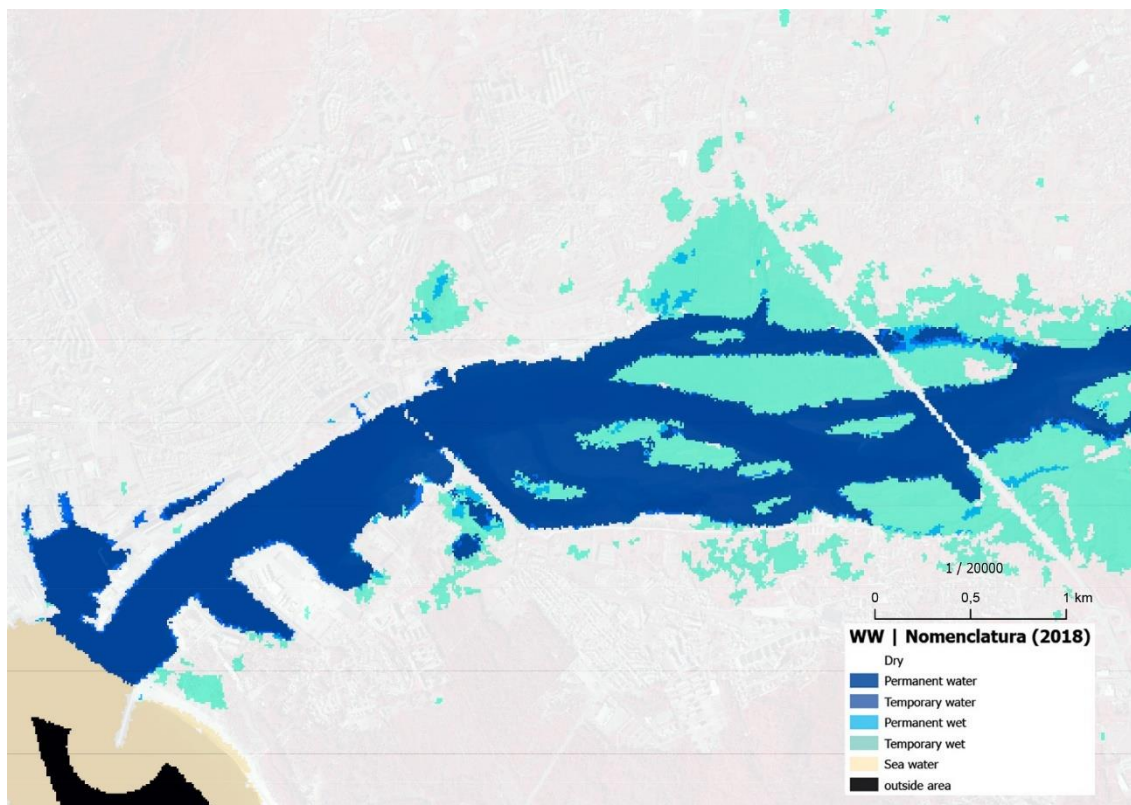 1 / 20000
0 0,5 1 km
WW | Nomenclatura (2018)
Dry
Permanent water
Temporary water
Permanent wet
Temporary wet
Sea water
outside area